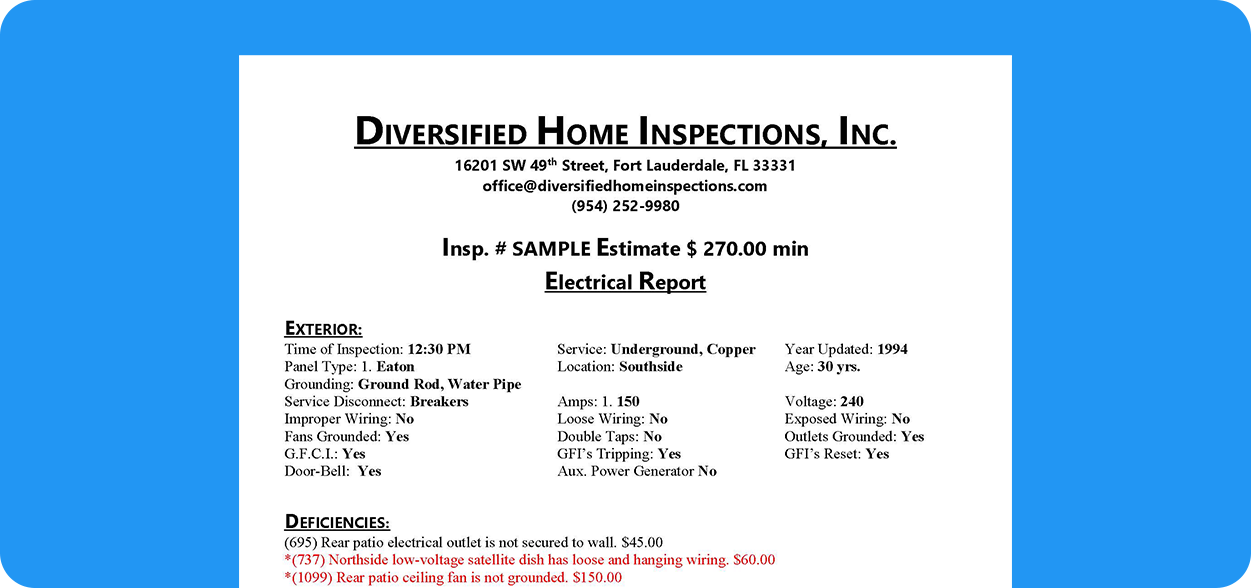 DIVERSIFIED HOME INSPECTIONS, INC.
16201 SW 49th Street, Fort Lauderdale, FL 33331
office@diversifiedhomeinspections.com
(954) 252-9980
Insp. # SAMPLE Estimate $ 270.00 min
Electrical Report
EXTERIOR:
Time of Inspection: 12:30 PM Service: Underground, Copper Year Updated: 1994
Panel Type: 1. Eaton Location: Southside Age: 30 yrs.
Grounding: Ground Rod, Water Pipe
Service Disconnect: Breakers Amps: 1. 150 Voltage: 240
Improper Wiring: No Loose Wiring: No Exposed Wiring: No
Fans Grounded: Yes Double Taps: No Outlets Grounded: Yes
G.F.C.I.: Yes GFI's Tripping: Yes GFI's Reset: Yes
Door-Bell: Yes Aux. Power Generator No
DEFICIENCIES:
(695) Rear patio electrical outlet is not secured to wall. $45.00
*(737) Northside low-voltage satellite dish has loose and hanging wiring. $60.00
*(1099) Rear patio ceiling fan is not grounded. $150.00